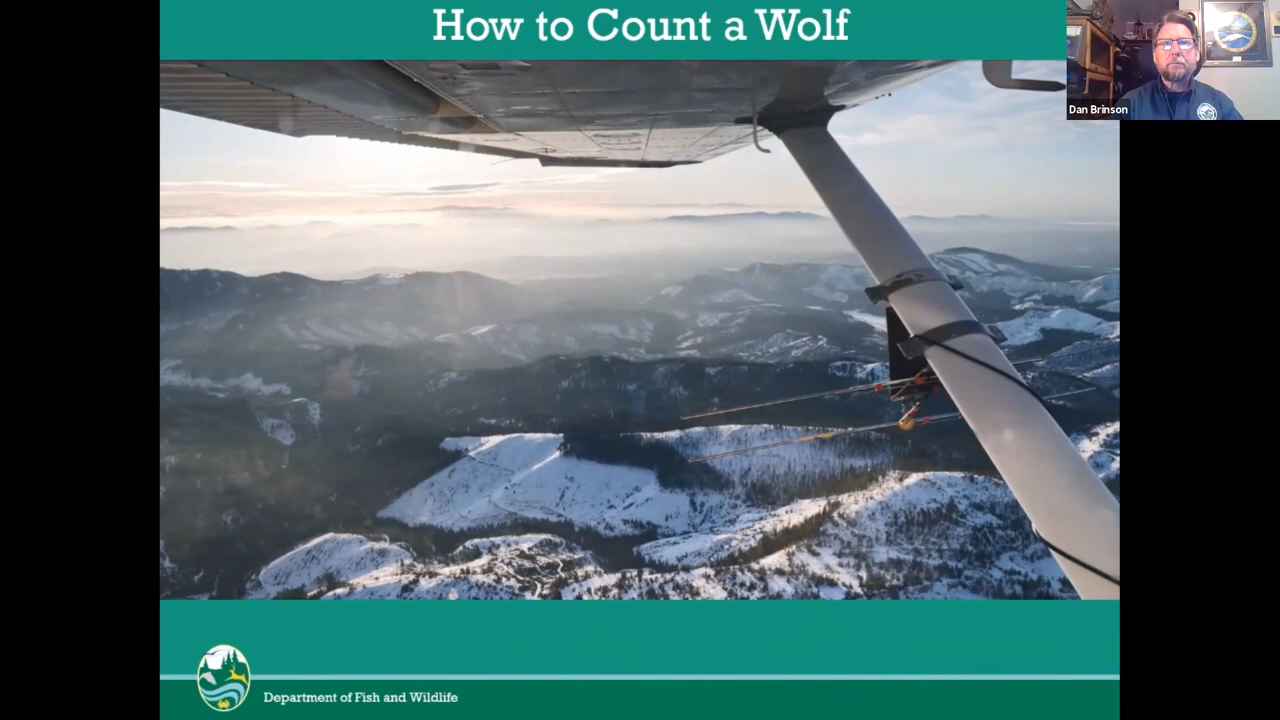 How to Count a Wolf
Dan Brinson
Department of Fish and Wildlife